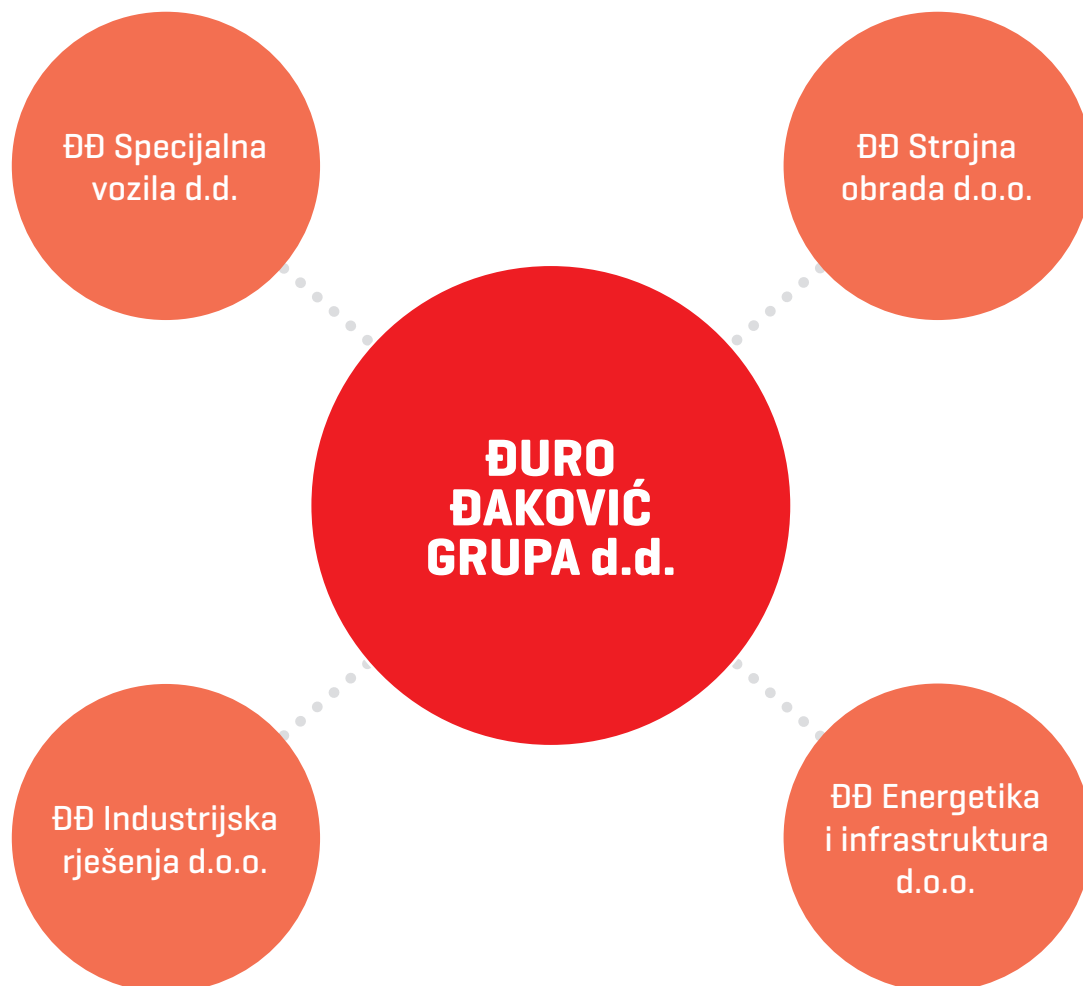 ĐĐ Specijalna
vozila d.d.
ĐĐ Strojna
obrada d.o.o.
ĐURO
ĐAKOVIĆ
GRUPA d.d.
ĐĐ Industrijska
rješenja d.o.o.
ĐĐ Energetika
i infrastruktura
d.o.o.